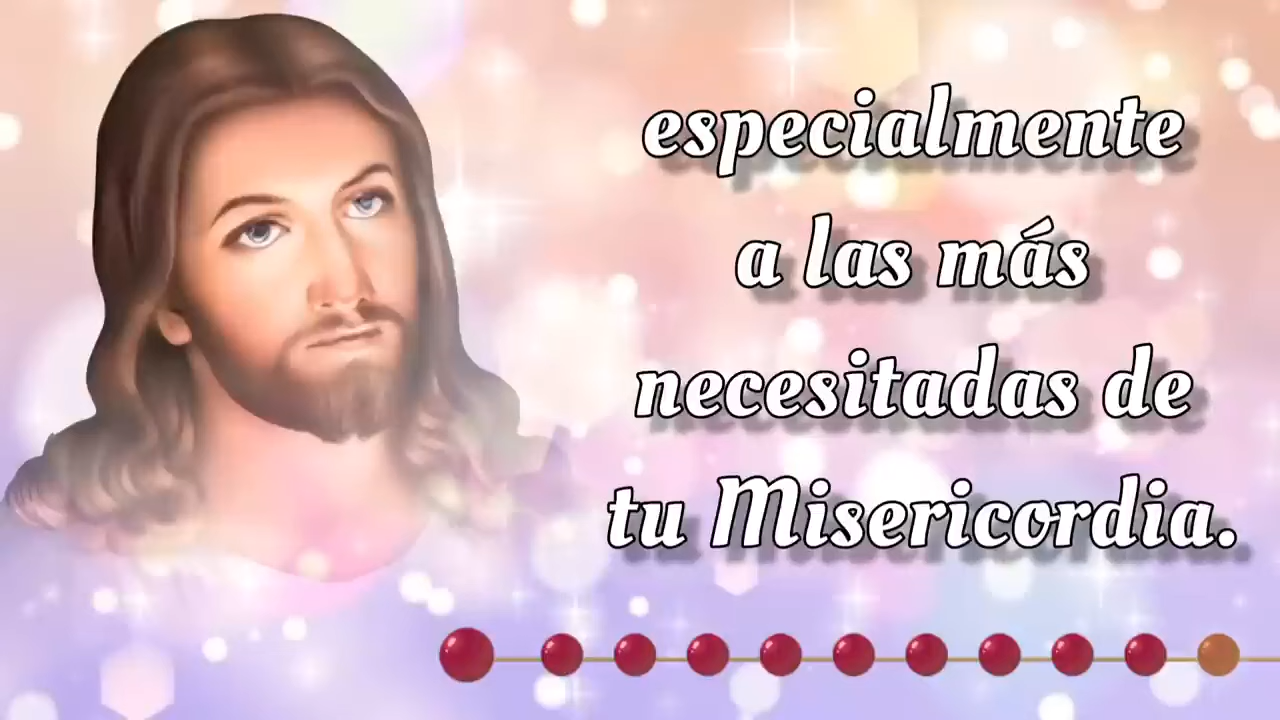 especialmente
a las más
necesitadas de
tu Misericordia.